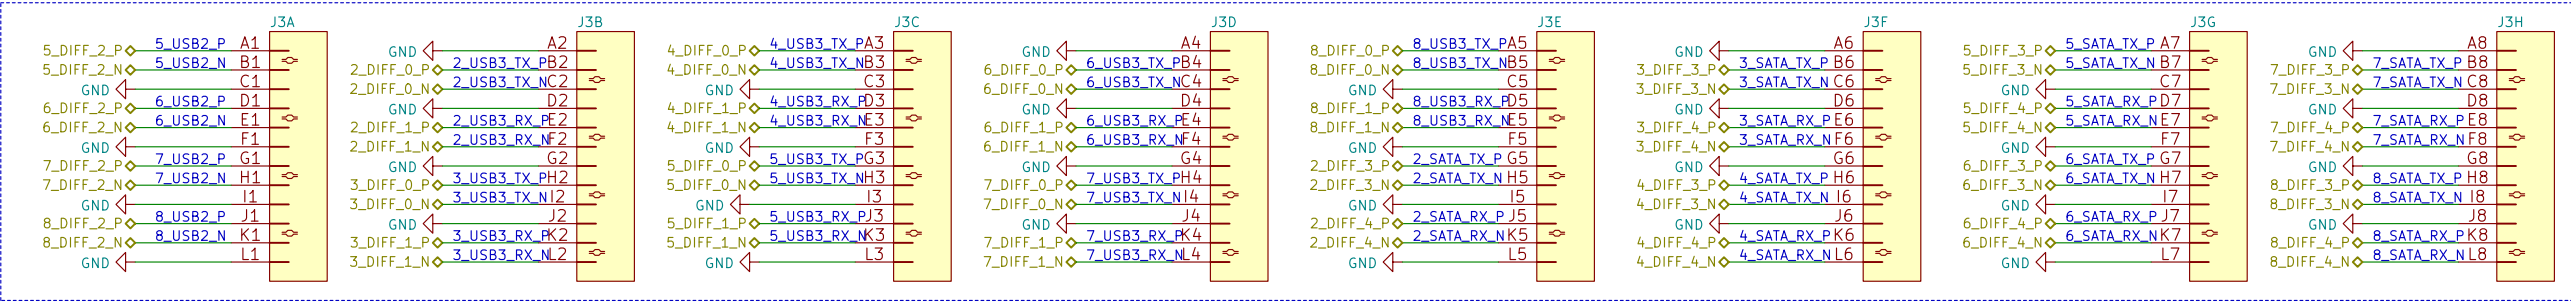 J3A
5_DIFF_2_P 5_USB2_P A1
5_DIFF_2_N 5_USB2_N B1
GND C1
6_DIFF_2_P 6_USB2_P D1
6_DIFF_2_N 6_USB2_N E1
GND F1
7_DIFF_2_P 7_USB2_P G1
7_DIFF_2_N 7_USB2_N H1
GND I1
8_DIFF_2_P 8_USB2_P J1
8_DIFF_2_N 8_USB2_N K1
GND L1
J3B
GND A2
2_DIFF_0_P 2_USB3_TX_P B2
2_DIFF_0_N 2_USB3_TX_N C2
GND D2
2_DIFF_1_P 2_USB3_RX_P E2
2_DIFF_1_N 2_USB3_RX_N F2
GND G2
3_DIFF_0_P 3_USB3_TX_P H2
3_DIFF_0_N 3_USB3_TX_N I2
GND J2
3_DIFF_1_P 3_USB3_RX_P K2
3_DIFF_1_N 3_USB3_RX_N L2
J3C
4_DIFF_0_P 4_USB3_TX_P A3
4_DIFF_0_N 4_USB3_TX_N B3
GND C3
4_DIFF_1_P 4_USB3_RX_P D3
4_DIFF_1_N 4_USB3_RX_N E3
GND F3
5_DIFF_0_P 5_USB3_TX_P G3
5_DIFF_0_N 5_USB3_TX_N H3
GND I3
5_DIFF_1_P 5_USB3_RX_P J3
5_DIFF_1_N 5_USB3_RX_N K3
GND L3
J3D
GND A4
6_DIFF_0_P 6_USB3_TX_P B4
6_DIFF_0_N 6_USB3_TX_N C4
GND D4
6_DIFF_1_P 6_USB3_RX_P E4
6_DIFF_1_N 6_USB3_RX_N F4
GND G4
7_DIFF_0_P 7_USB3_TX_P H4
7_DIFF_0_N 7_USB3_TX_N I4
GND J4
7_DIFF_1_P 7_USB3_RX_P K4
7_DIFF_1_N 7_USB3_RX_N L4
J3E
8_DIFF_0_P 8_USB3_TX_P A5
8_DIFF_0_N 8_USB3_TX_N B5
GND C5
8_DIFF_1_P 8_USB3_RX_P D5
8_DIFF_1_N 8_USB3_RX_N E5
GND F5
2_DIFF_3_P 2_SATA_TX_P G5
2_DIFF_3_N 2_SATA_TX_N H5
GND I5
2_DIFF_4_P 2_SATA_RX_P J5
2_DIFF_4_N 2_SATA_RX_N K5
GND L5
J3F
GND A6
3_DIFF_3_P 3_SATA_TX_P B6
3_DIFF_3_N 3_SATA_TX_N C6
GND D6
3_DIFF_4_P 3_SATA_RX_P E6
3_DIFF_4_N 3_SATA_RX_N F6
GND G6
4_DIFF_3_P 4_SATA_TX_P H6
4_DIFF_3_N 4_SATA_TX_N I6
GND J6
4_DIFF_4_P 4_SATA_RX_P K6
4_DIFF_4_N 4_SATA_RX_N L6
J3G
5_DIFF_3_P 5_SATA_TX_P A7
5_DIFF_3_N 5_SATA_TX_N B7
GND C7
5_DIFF_4_P 5_SATA_RX_P D7
5_DIFF_4_N 5_SATA_RX_N E7
GND F7
6_DIFF_3_P 6_SATA_TX_P G7
6_DIFF_3_N 6_SATA_TX_N H7
GND I7
6_DIFF_4_P 6_SATA_RX_P J7
6_DIFF_4_N 6_SATA_RX_N K7
GND L7
J3H
GND A8
7_DIFF_3_P 7_SATA_TX_P B8
7_DIFF_3_N 7_SATA_TX_N C8
GND D8
7_DIFF_4_P 7_SATA_RX_P E8
7_DIFF_4_N 7_SATA_RX_N F8
GND G8
8_DIFF_3_P 8_SATA_TX_P H8
8_DIFF_3_N 8_SATA_TX_N I8
GND J8
8_DIFF_4_P 8_SATA_RX_P K8
8_DIFF_4_N 8_SATA_RX_N L8